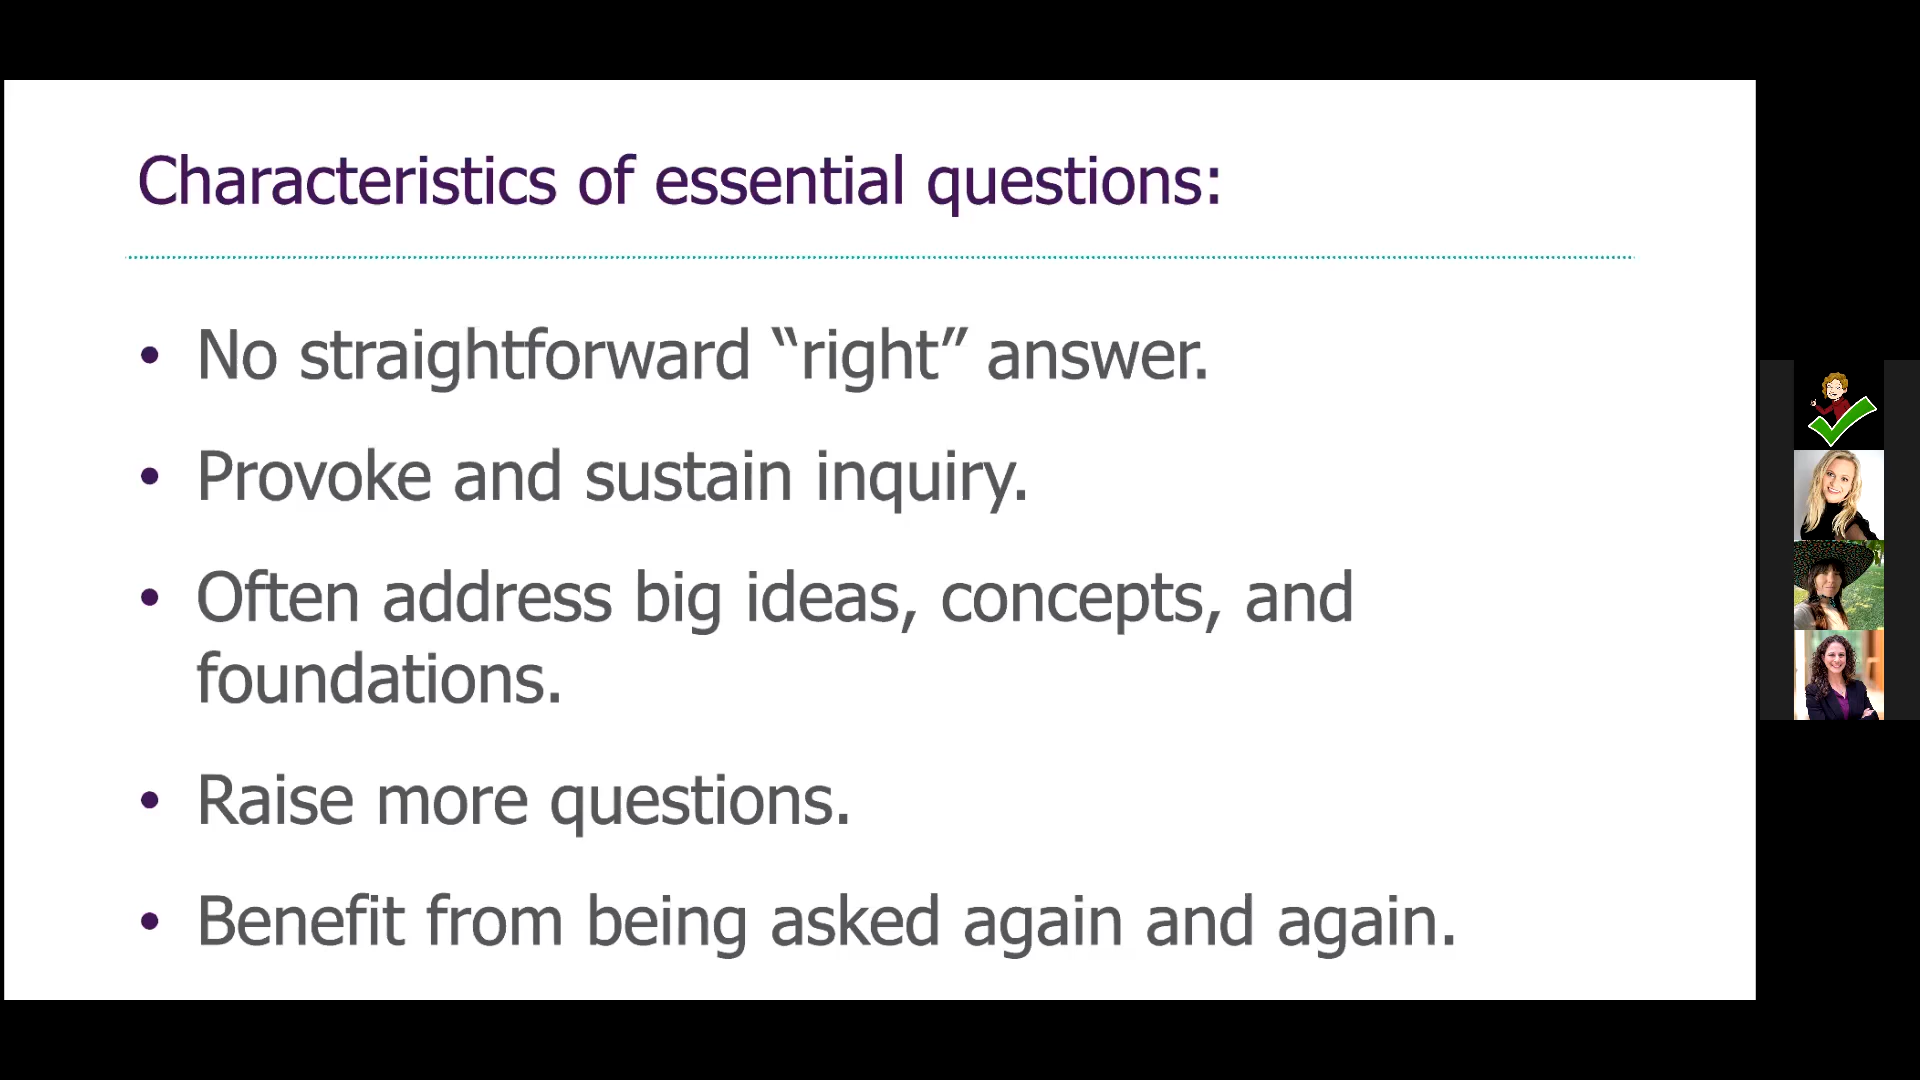 Characteristics of essential questions:
• No straightforward “right” answer.
• Provoke and sustain inquiry.
• Often address big ideas, concepts, and
foundations.
• Raise more questions.
• Benefit from being asked again and again.